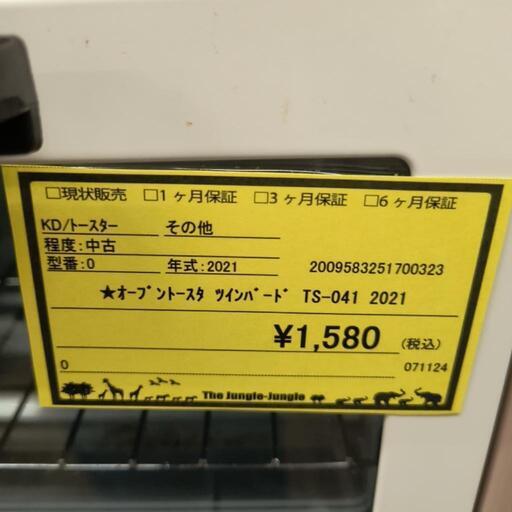 □現状販売 □1ヶ月保証 □3ヶ月保証 □6ヶ月保証
KD/トースター その他
程度:中古
型番:0 年式:2021 2009583251700323
★ｵｰﾌﾞﾝﾄｰｽﾀ ﾂｲﾝﾊﾞｰﾄﾞ TS-041 2021
¥1,580 (税込)
0 071124
The Jungle-Jungle